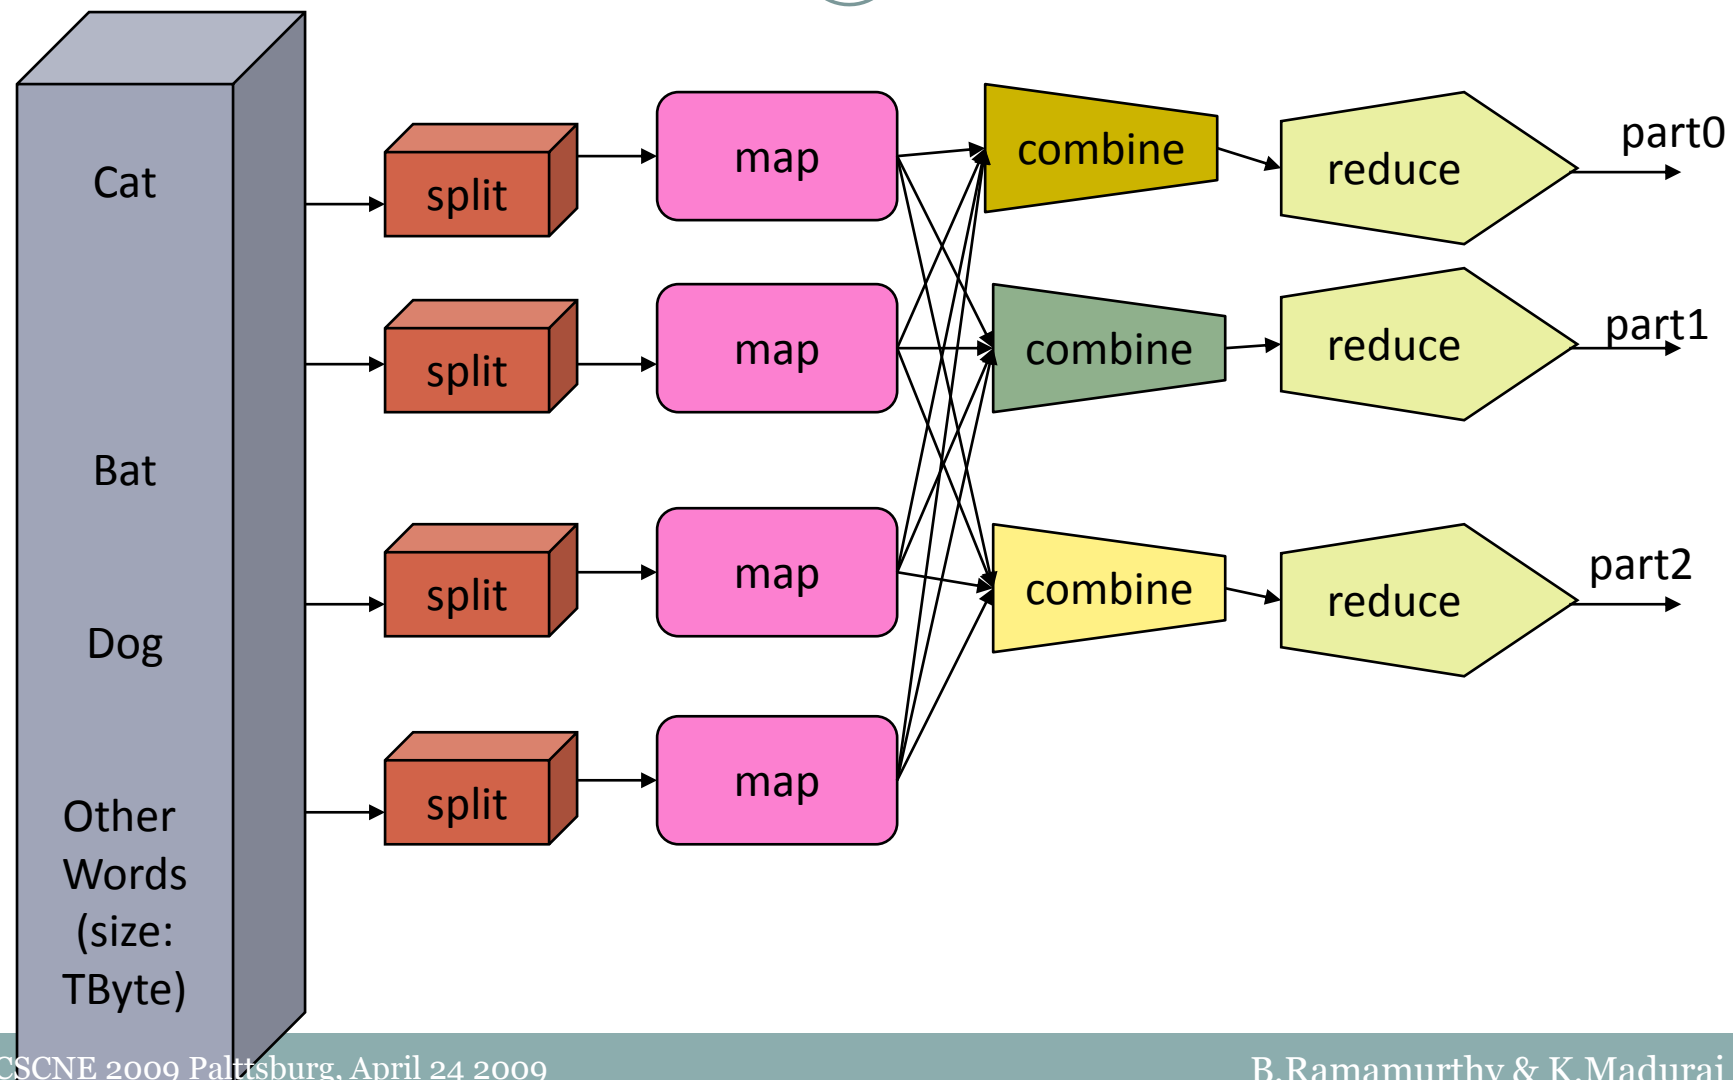 Cat
Bat
Dog
Other
Words
(size:
TByte)
split
map
combine
reduce
part0
split
map
combine
reduce
part1
split
map
combine
reduce
part2
split
map
CSCNE 2009 Palttsburg, April 24 2009
B.Ramamurthy & K.Madurai